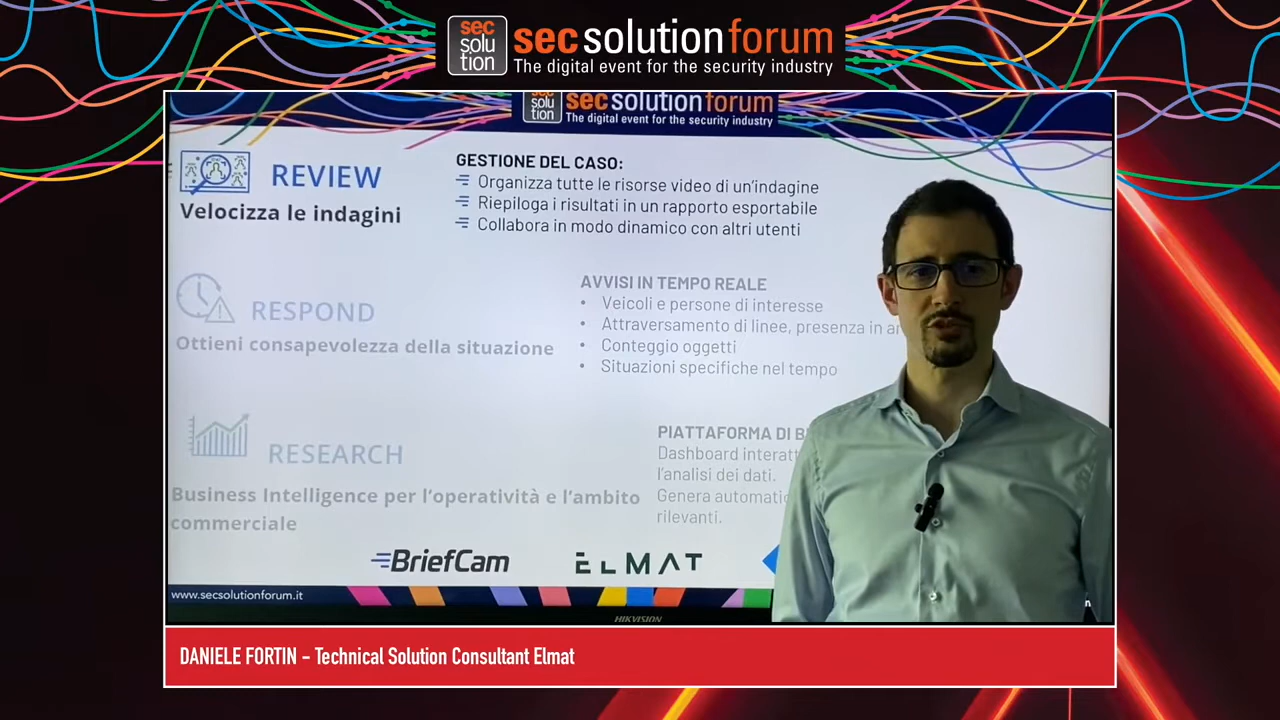 sec
solu
tion
secsolutionforum
The digital event for the security industry
sec
solu
tion
secsolutionforum
The digital event for the security industry
REVIEW
Velocizza le indagini
GESTIONE DEL CASO:
Organizza tutte le risorse video di un'indagine
Riepiloga i risultati in un rapporto esportabile
Collabora in modo dinamico con altri utenti
RESPOND
Ottieni consapevolezza della situazione
AVVISI IN TEMPO REALE
• Veicoli e persone di interesse
• Attraversamento di linee, presenza in
• Conteggio oggetti
• Situazioni specifiche nel tempo
RESEARCH
Business Intelligence per l'operatività e l'ambito
commerciale
PIATTAFORMA DI
Dashboard
l'analisi dei dati.
Genera
rilevanti.
BriefCam
ELMAT
www.secsolutionforum.it
HIKVISION
DANIELE FORTIN - Technical Solution Consultant Elmat